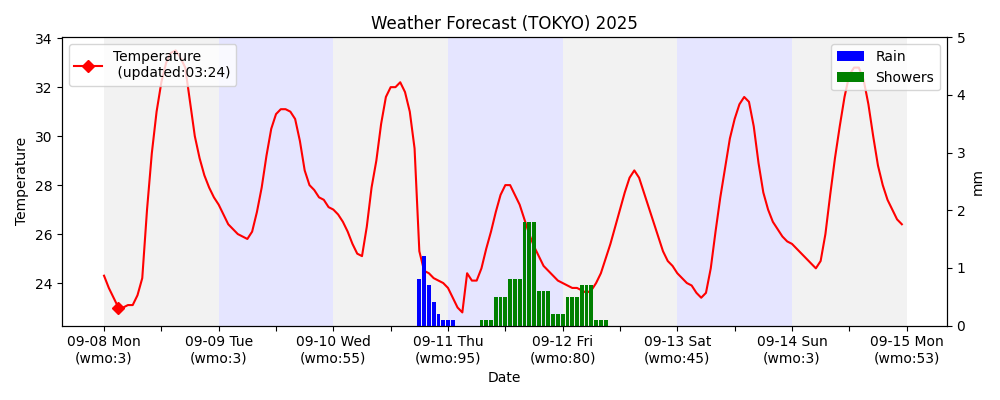 Weather Forecast (TOKYO) 2025
Temperature
(updated:03:24)
Rain
Showers
34
32
30
28
26
24
Temperature
5
4
3
2
1
0
mm
09-08 Mon
(wmo:3)
09-09 Tue
(wmo:3)
09-10 Wed
(wmo:55)
09-11 Thu
(wmo:95)
09-12 Fri
(wmo:80)
09-13 Sat
(wmo:45)
09-14 Sun
(wmo:3)
09-15 Mon
(wmo:53)
Date